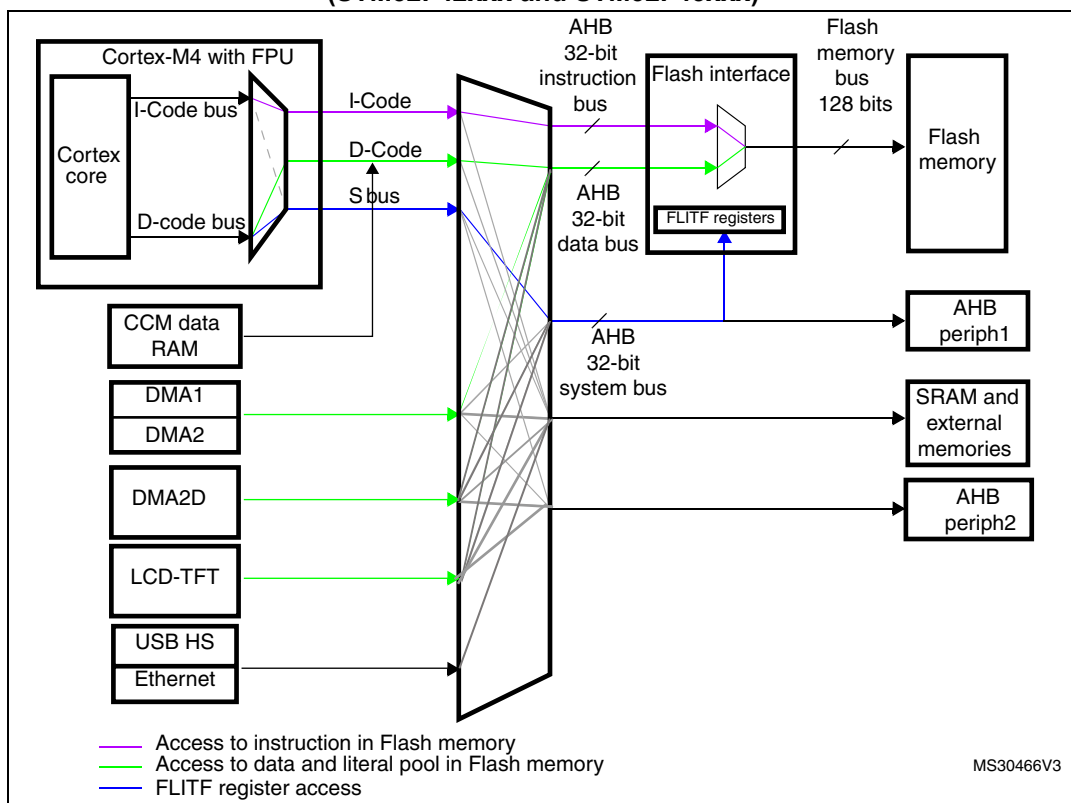 Cortex-M4 with FPU
I-Code bus
Cortex
core
D-code bus
I-Code
D-Code
S bus
AHB
32-bit
instruction
bus
Flash interface
Flash
memory
bus
128 bits
Flash
memory
FLITF registers
AHB
32-bit
data bus
AHB
32-bit
system bus
CCM data
RAM
DMA1
DMA2
DMA2D
LCD-TFT
USB HS
Ethernet
AHB
periph1
SRAM and
external
memories
AHB
periph2
Access to instruction in Flash memory
Access to data and literal pool in Flash memory
FLITF register access
MS30466V3